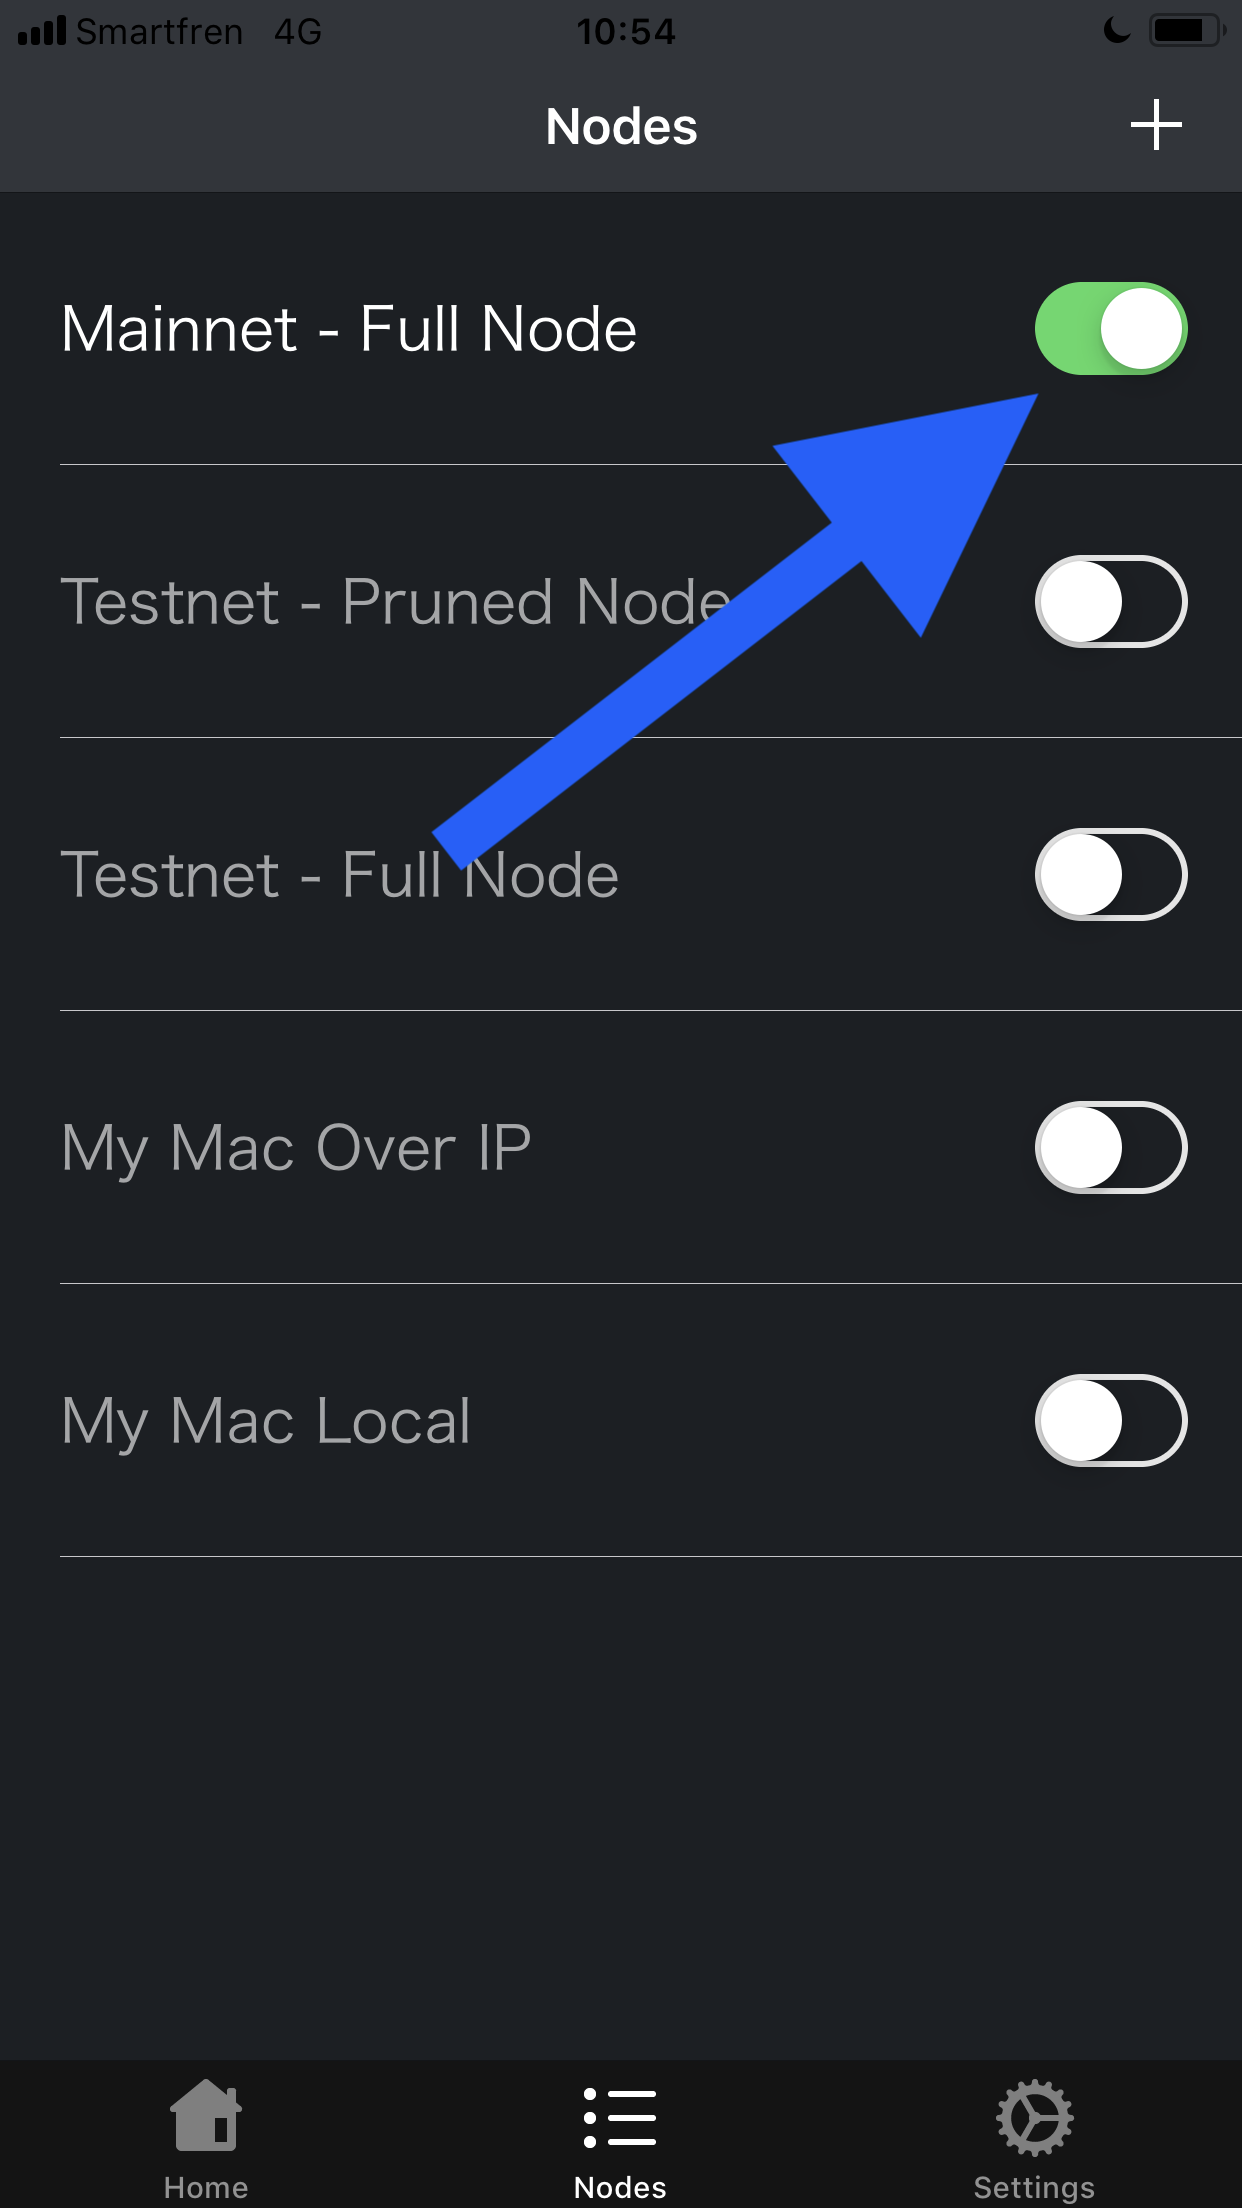 Smartfren 4G 10:54
Nodes
Mainnet - Full Node
Testnet - Pruned Node
Testnet - Full Node
My Mac Over IP
My Mac Local
Home Nodes Settings